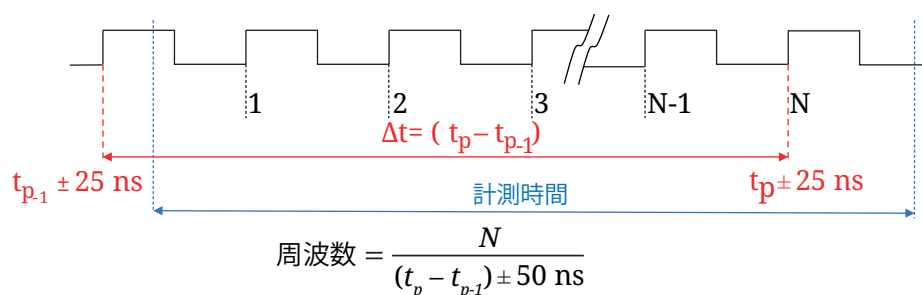 1 2 3 N-1 N
Δt= ( tp – tp-1)
tp-1 ± 25 ns tp± 25 ns
計測時間
周波数 = N / (tp – tp-1) ± 50 ns